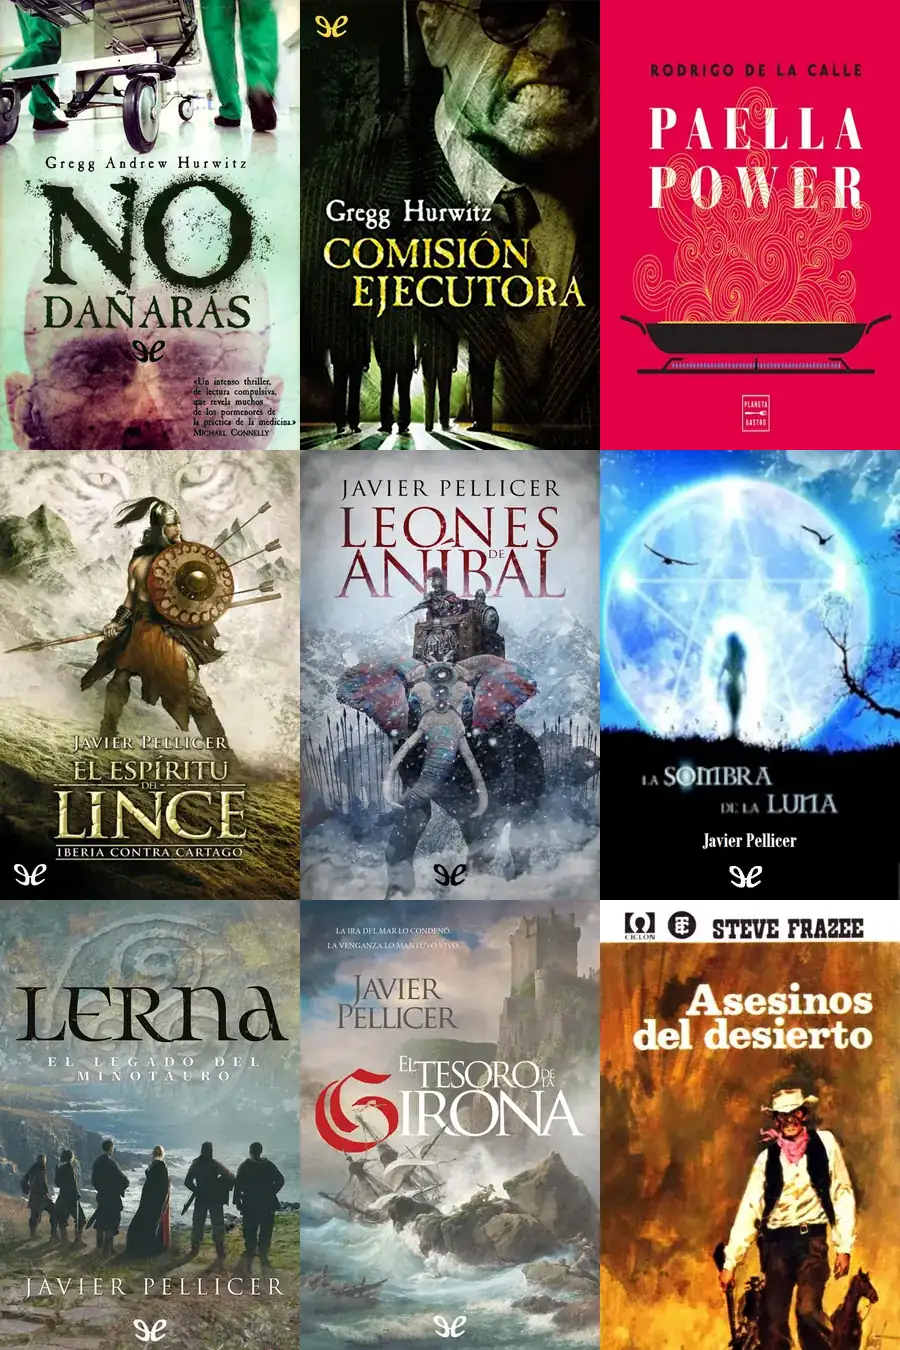 Gregg Andrew Hurwitz
NO
DAÑARAS
«Un intenso thriller,
de lectura compulsiva,
que revela muchos
de los pormenores de
la práctica de la medicina.»
MICHAEL CONNELLY
Gregg Hurwitz
COMISIÓN
EJECUTORA
RODRIGO DE LA CALLE
PAELLA
POWER
PLANETA
GASTRO
JAVIER PELLICER
EL ESPÍRITU
DEL
LINCE
IBERIA CONTRA CARTAGO
JAVIER PELLICER
LEONES
DE
ANÍBAL
LA SOMBRA
DE LA LUNA
Javier Pellicer
LERNA
EL LEGADO DEL
MINOTAURO
JAVIER PELLICER
LA IRA DEL MAR LO CONDENÓ.
LA VENGANZA LO MANTUVO VIVO.
JAVIER
PELLICER
EL TESORO DE LA
GIRONA
CICLON
STEVE FRAZEE
Asesinos
del desierto